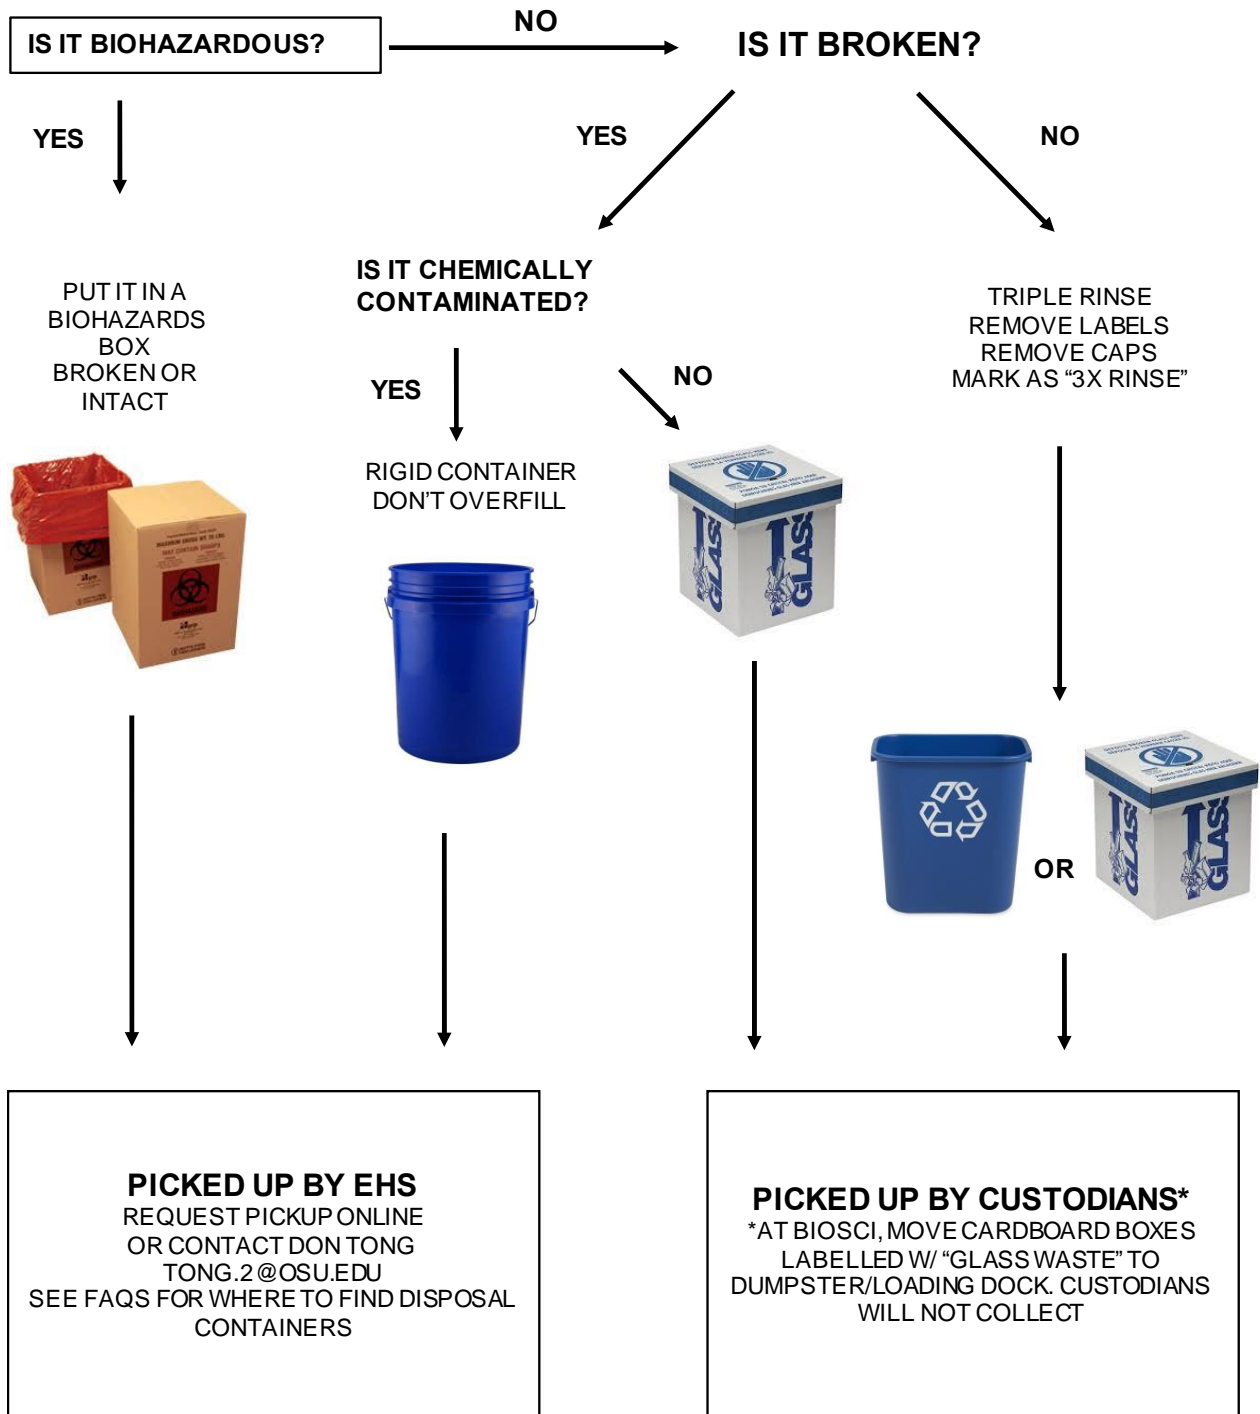 IS IT BIOHAZARDOUS?
NO
IS IT BROKEN?
YES
YES
NO
PUT IT IN A
BIOHAZARDS
BOX
BROKEN OR
INTACT
IS IT CHEMICALLY
CONTAMINATED?
TRIPLE RINSE
REMOVE LABELS
REMOVE CAPS
MARK AS “3X RINSE”
YES
NO
RIGID CONTAINER
DON’T OVERFILL
GLASS
GLASS
OR
GLASS
GLASS
PICKED UP BY EHS
REQUEST PICKUP ONLINE
OR CONTACT DON TONG
TONG.2@OSU.EDU
SEE FAQS FOR WHERE TO FIND DISPOSAL
CONTAINERS
PICKED UP BY CUSTODIANS*
*AT BIOSCI, MOVE CARDBOARD BOXES
LABELLED W/ “GLASS WASTE” TO
DUMPSTER/LOADING DOCK. CUSTODIANS
WILL NOT COLLECT